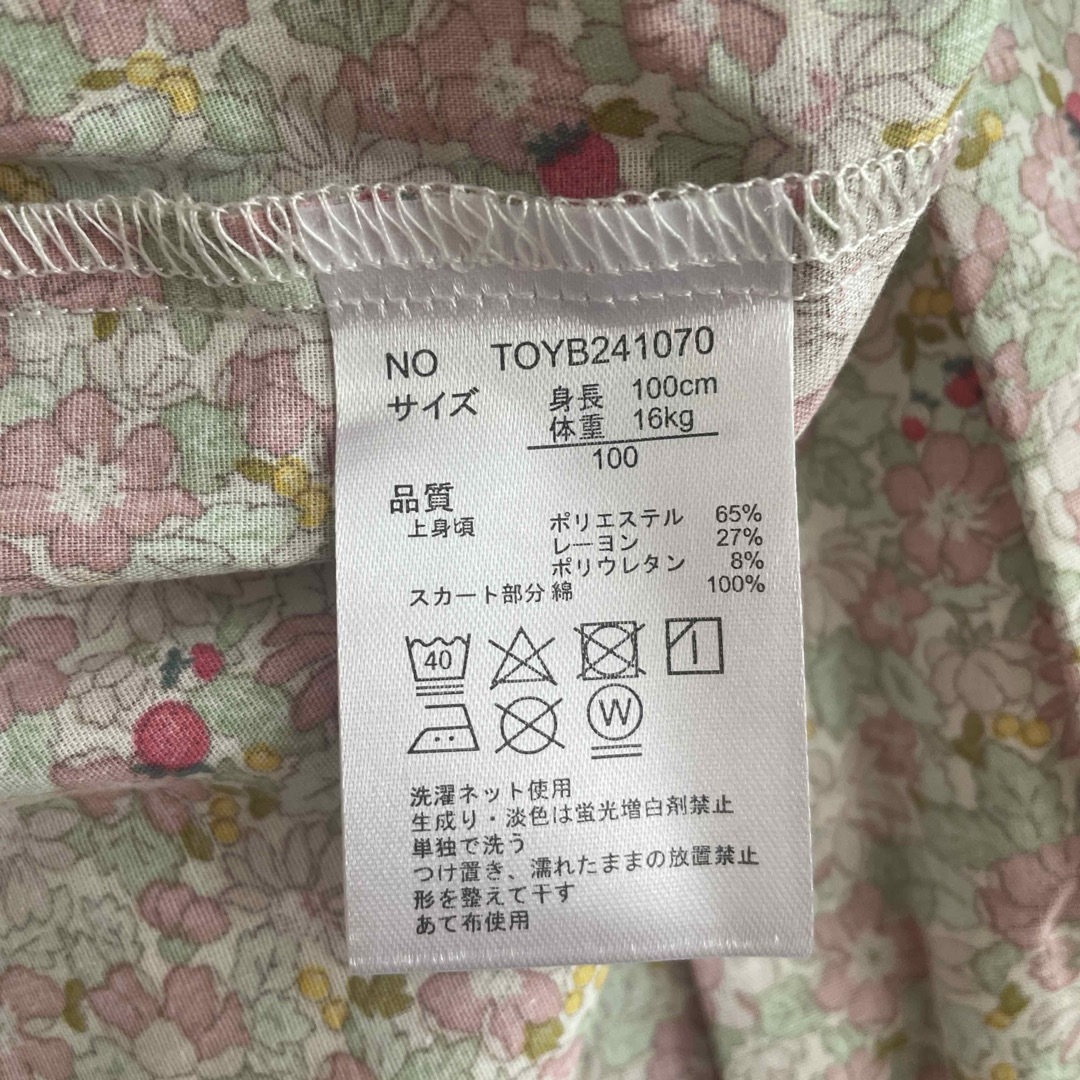 NO TOYB241070
サイズ 身長 100cm
体重 16kg
100
品質
上身頃 ポリエステル 65%
レーヨン 27%
ポリウレタン 8%
スカート部分 綿 100%
40
W
洗濯ネット使用
生成り・淡色は蛍光増白剤禁止
単独で洗う
つけ置き、濡れたままの放置禁止
形を整えて干す
あて布使用